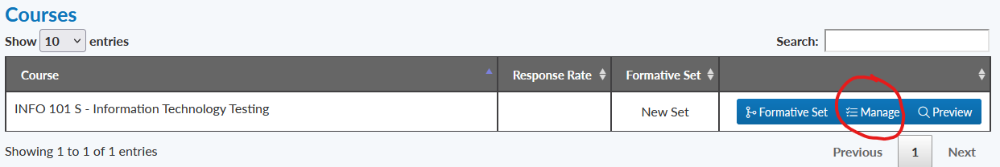 Courses
Show 10 entries Search:
Course Response Rate Formative Set
INFO 101 S - Information Technology Testing New Set Formative Set Manage Preview
Showing 1 to 1 of 1 entries Previous 1 Next